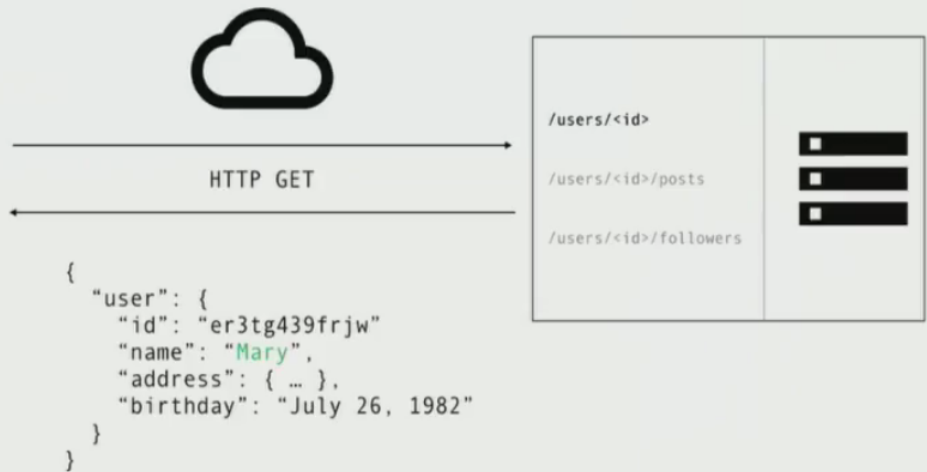 /users/<id>
HTTP GET
/users/<id>/posts
/users/<id>/followers
{
“user”: {
“id”: “er3tg439frjw”
“name”: “Mary”,
“address”: { … },
“birthday”: “July 26, 1982”
}
}